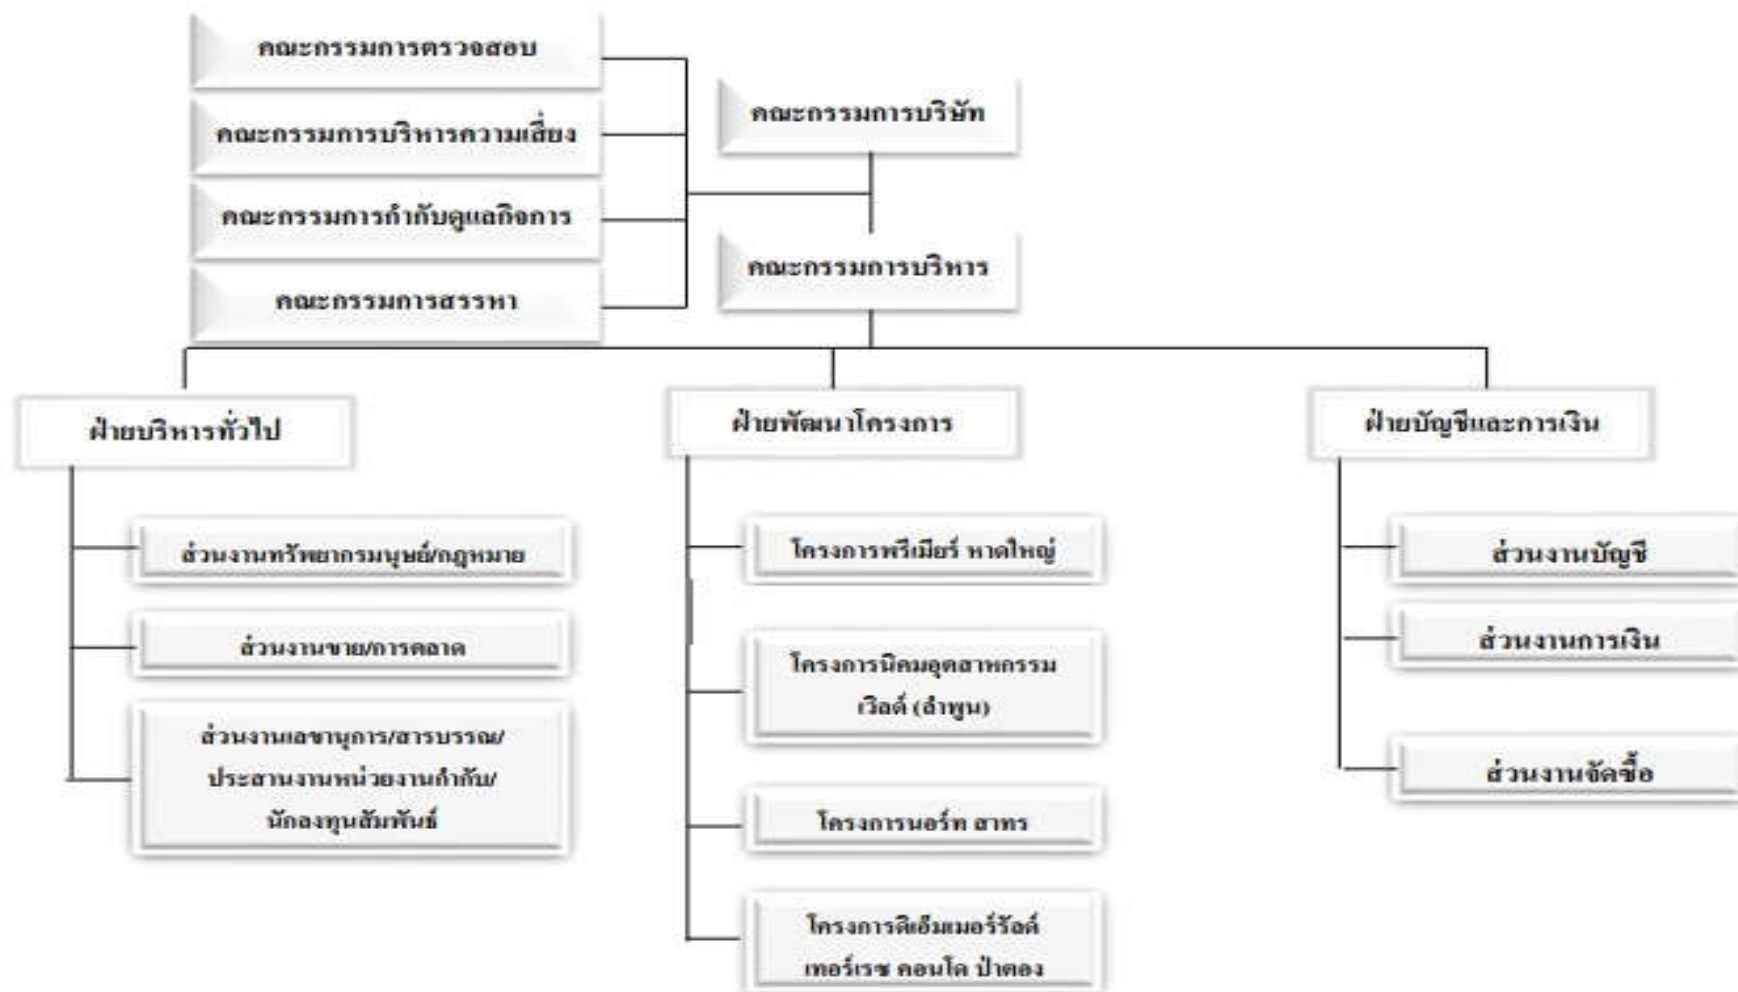 คณะกรรมการตรวจสอบ
คณะกรรมการบริษัท
คณะกรรมการบริหารความเสี่ยง
คณะกรรมการกำกับดูแลกิจการ
คณะกรรมการบริหาร
คณะกรรมการสรรหา
ฝ่ายบริหารทั่วไป
ฝ่ายพัฒนาโครงการ
ฝ่ายบัญชีและการเงิน
ส่วนงานทรัพยากรมนุษย์/กฎหมาย
ส่วนงานขาย/การตลาด
ส่วนงานเลขานุการ/สารบรรณ/
ประสานงานหน่วยงานกำกับ/
นักลงทุนสัมพันธ์
โครงการพรีเมียร์ หาดใหญ่
โครงการนิคมอุตสาหกรรม
เวิลด์ (ลำพูน)
โครงการนอร์ท สาทร
โครงการดิเอ็มเมอร์รัลด์
เทอร์เรซ คอนโด ป่าตอง
ส่วนงานบัญชี
ส่วนงานการเงิน
ส่วนงานจัดซื้อ